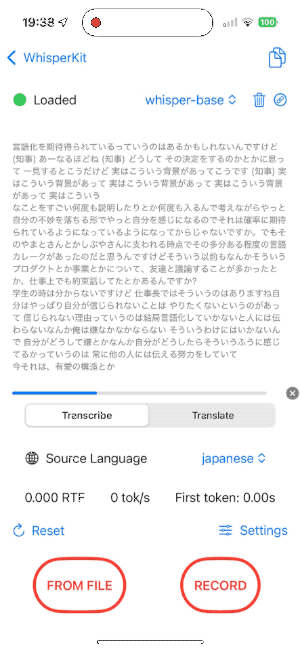 19:38
100
WhisperKit
Loaded
whisper-base
言語化を期待得られているっていうのはあるかもしれないんですけど
(知事) あーなるほどね (知事) どうして その決定をするのかとかに思っ
て 一見するとこうだけど 実はこういう背景があってこうです (知事) 実
はこういう背景があって 実はこういう背景があって 実はこういう背景
があって 実はこういう
なことをすごい何度も説明したりとか何度も入るんで考えながらやっと
自分の不妙を落ちる形でやっと自分を感じになるのでそれは確率に期待
られているようになっているようになってからじゃないですか。でもそ
のやまとさんとかしぶやさんに支われる時点でその多分ある程度の言語
カレークがあったのだと思うんですけどそういう以前もなんかそういう
プロダクトとか事業とかについて、友達と議論することが多かったと
か、仕事でも約束話してたとかあるんですか?
学生の時は分からないですけど 仕事長ではそういうのはありますね自
分はやっぱり自分が信じられないことは やりたくないというのがあっ
て 信じられない理由っていうのは結局言語化していかないと人には伝
わらないなんか俺は嫌なかなかならない そういうわけにはいかないん
で 自分がどうして嫌とかなんか自分がどうしたらそういうふうに感じ
てるかっていうのは 常に他の人には伝える努力をしていて
今それは、有愛の構造とか
Transcribe
Translate
Source Language
japanese
0.000 RTF
0 tok/s
First token: 0.00s
Reset
Settings
FROM FILE
RECORD